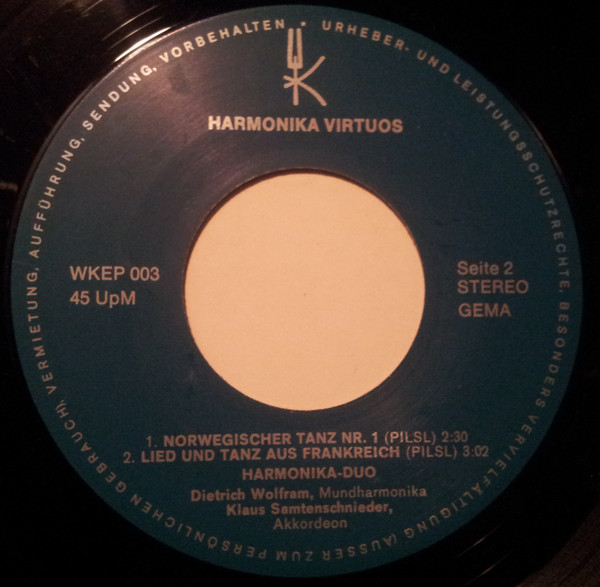 URHEBER- UND LEISTUNGSSCHUTZRECHTE, BESONDERS VERVIELFÄLTIGUNG (AUSSER ZUM PERSÖNLICHEN GEBRAUCH), VERMIETUNG, AUFFÜHRUNG, SENDUNG, VORBEHALTEN
K
HARMONIKA VIRTUOS
WKEP 003
45 UpM
Seite 2
STEREO
GEMA
1. NORWEGISCHER TANZ NR. 1 (PILSL) 2:30
2. LIED UND TANZ AUS FRANKREICH (PILSL) 3:02
HARMONIKA-DUO
Dietrich Wolfram, Mundharmonika
Klaus Samtenschnieder,
Akkordeon